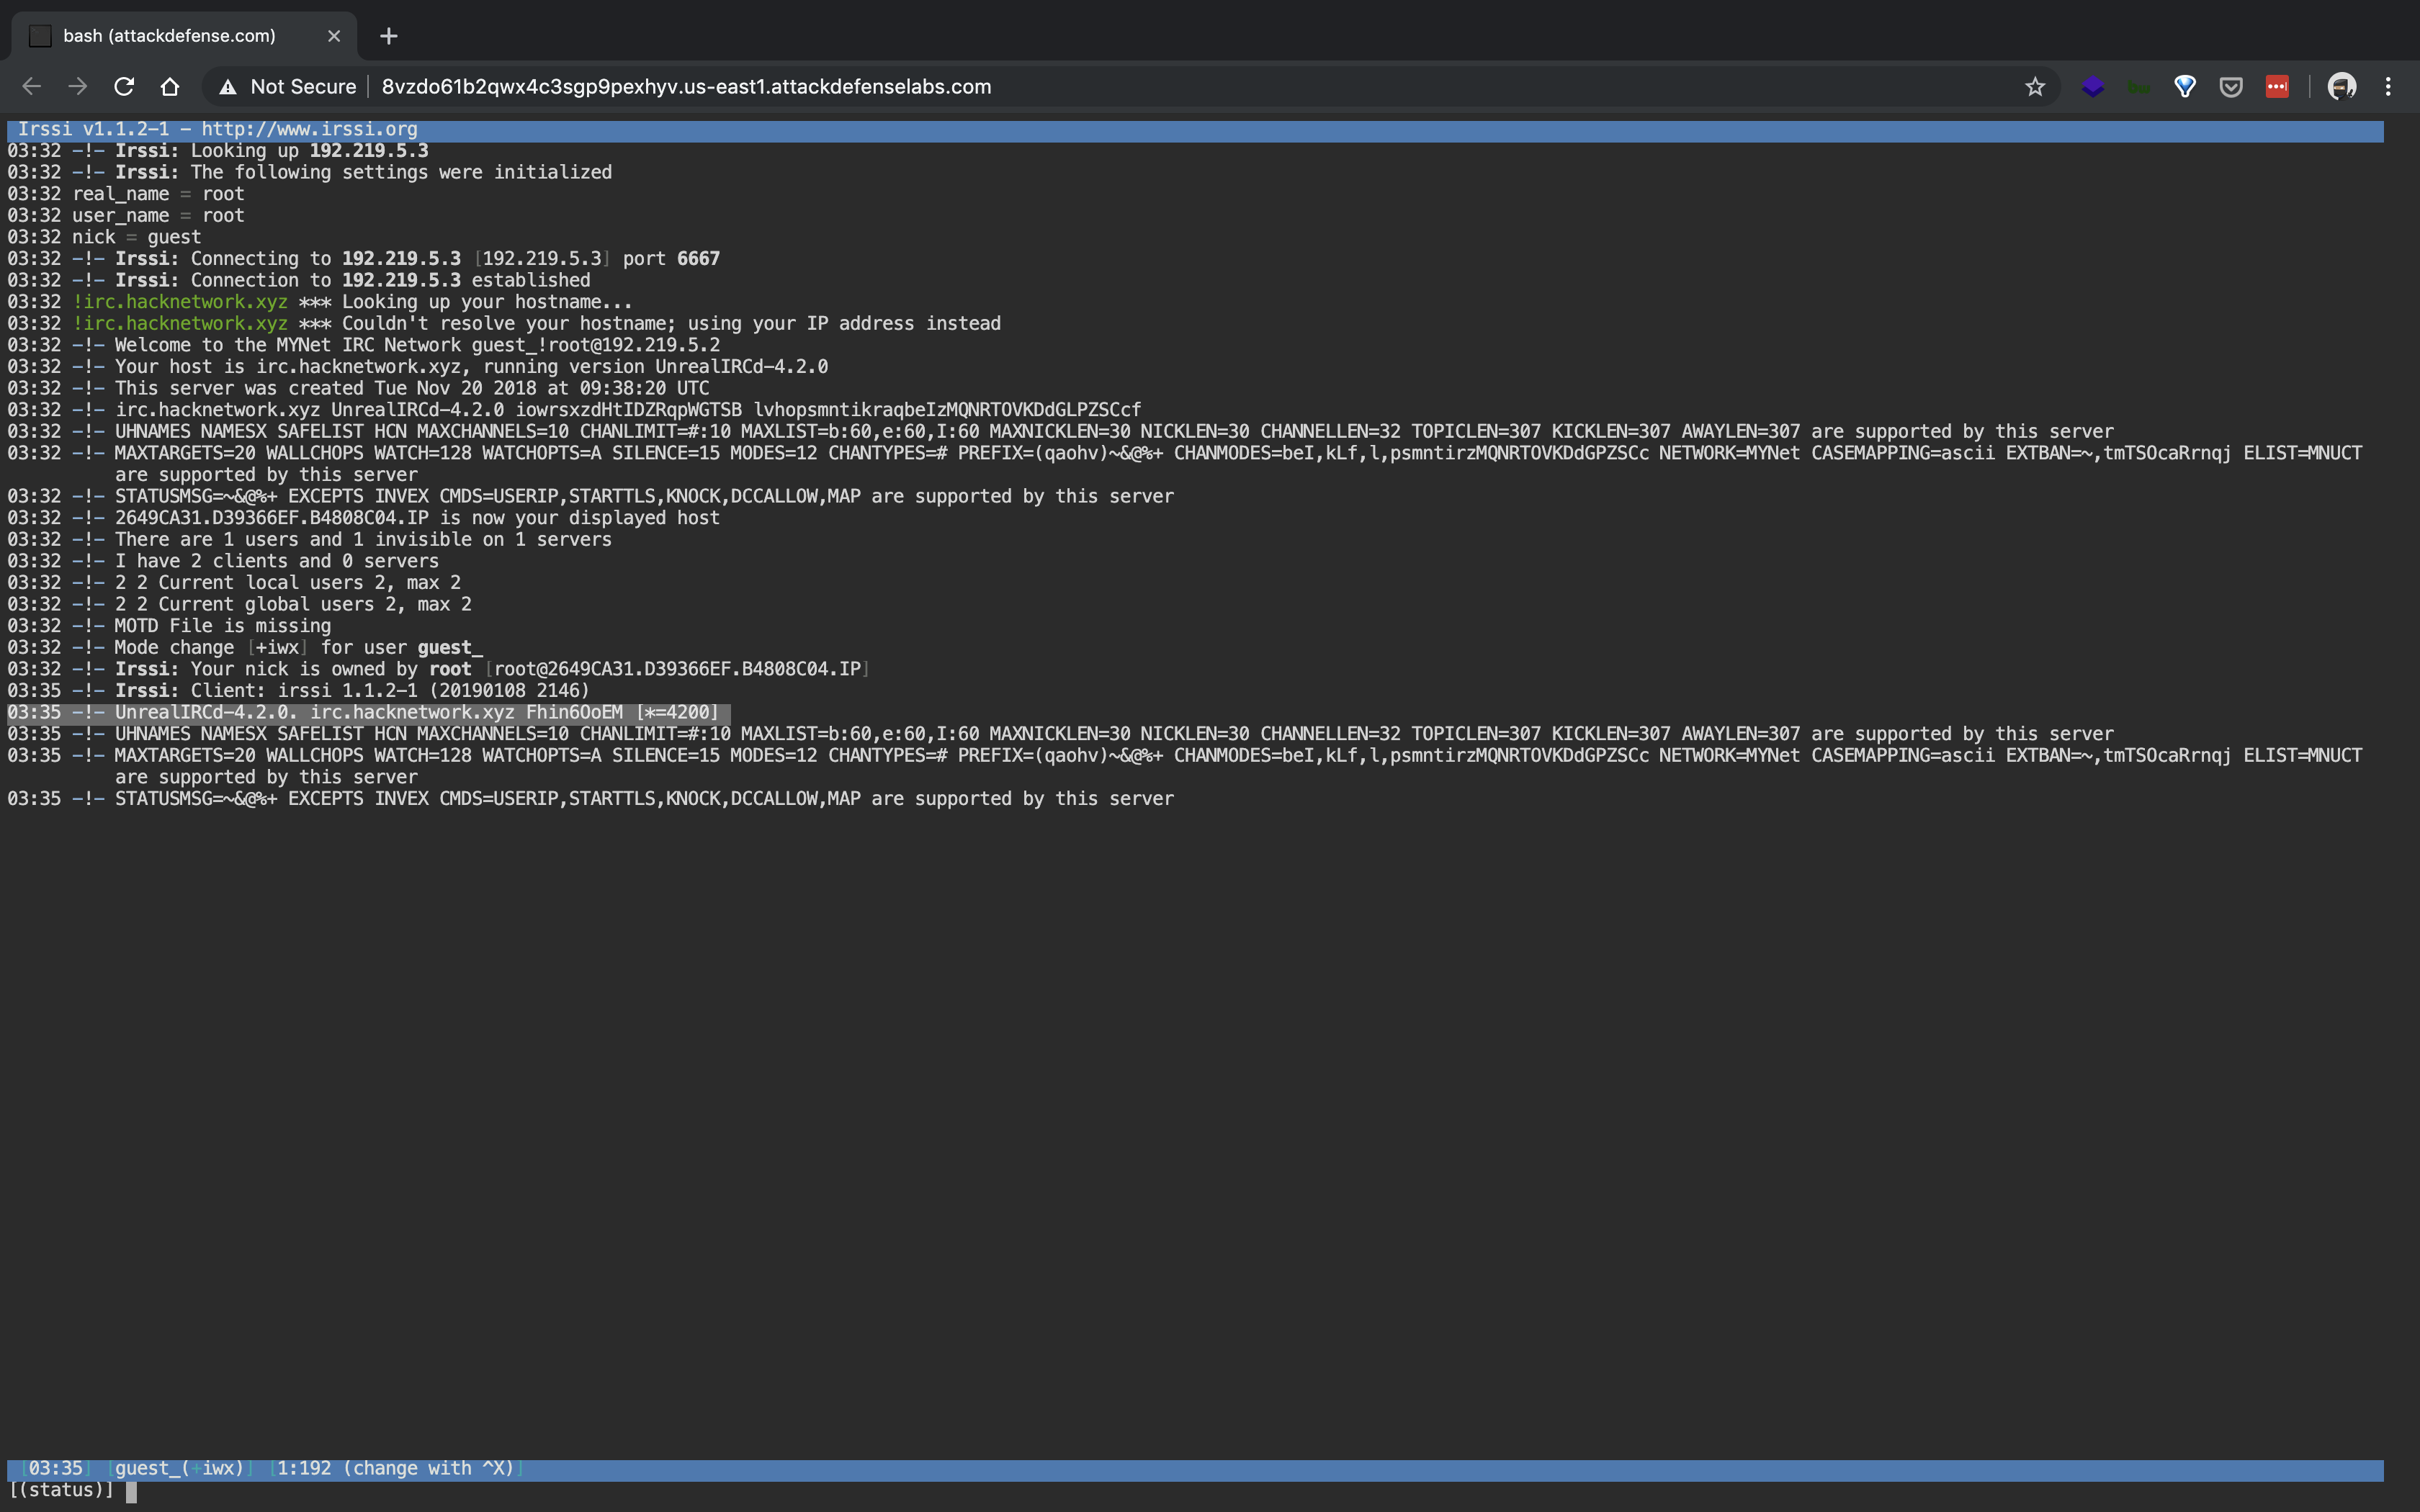 bash (attackdefense.com)
Not Secure | 8vzdo61b2qwx4c3sgp9pexhyv.us-east1.attackdefenselabs.com
Irssi v1.1.2-1 - http://www.irssi.org
03:32 -!- Irssi: Looking up 192.219.5.3
03:32 -!- Irssi: The following settings were initialized
03:32 real_name = root
03:32 user_name = root
03:32 nick = guest
03:32 -!- Irssi: Connecting to 192.219.5.3 [192.219.5.3] port 6667
03:32 -!- Irssi: Connection to 192.219.5.3 established
03:32 !irc.hacknetwork.xyz *** Looking up your hostname...
03:32 !irc.hacknetwork.xyz *** Couldn't resolve your hostname; using your IP address instead
03:32 -!- Welcome to the MYNet IRC Network guest_!root@192.219.5.2
03:32 -!- Your host is irc.hacknetwork.xyz, running version UnrealIRCd-4.2.0
03:32 -!- This server was created Tue Nov 20 2018 at 09:38:20 UTC
03:32 -!- irc.hacknetwork.xyz UnrealIRCd-4.2.0 iowrsxzdHtIDZRqpWGTSB lvhopsmntikraqbeIzMQNRTOVKDdGLPZSCcf
03:32 -!- UHNAMES NAMESX SAFELIST HCN MAXCHANNELS=10 CHANLIMIT=#:10 MAXLIST=b:60,e:60,I:60 MAXNICKLEN=30 NICKLEN=30 CHANNELLEN=32 TOPICLEN=307 KICKLEN=307 AWAYLEN=307 are supported by this server
03:32 -!- MAXTARGETS=20 WALLCHOPS WATCH=128 WATCHOPTS=A SILENCE=15 MODES=12 CHANTYPES=# PREFIX=(qaohv)~&@%+ CHANMODES=beI,kLf,l,psmntirzMQNRTOVKDdGPZSCc NETWORK=MYNet CASEMAPPING=ascii EXTBAN=~,tmTSOcaRrnqj ELIST=MNUCT
are supported by this server
03:32 -!- STATUSMSG=~&@%+ EXCEPTS INVEX CMDS=USERIP,STARTTLS,KNOCK,DCCALLOW,MAP are supported by this server
03:32 -!- 2649CA31.D39366EF.B4808C04.IP is now your displayed host
03:32 -!- There are 1 users and 1 invisible on 1 servers
03:32 -!- I have 2 clients and 0 servers
03:32 -!- 2 2 Current local users 2, max 2
03:32 -!- 2 2 Current global users 2, max 2
03:32 -!- MOTD File is missing
03:32 -!- Mode change [+iwx] for user guest_
03:32 -!- Irssi: Your nick is owned by root [root@2649CA31.D39366EF.B4808C04.IP]
03:35 -!- Irssi: Client: irssi 1.1.2-1 (20190108 2146)
03:35 -!- UnrealIRCd-4.2.0. irc.hacknetwork.xyz Fhin6OoEM [*=4200]
03:35 -!- UHNAMES NAMESX SAFELIST HCN MAXCHANNELS=10 CHANLIMIT=#:10 MAXLIST=b:60,e:60,I:60 MAXNICKLEN=30 NICKLEN=30 CHANNELLEN=32 TOPICLEN=307 KICKLEN=307 AWAYLEN=307 are supported by this server
03:35 -!- MAXTARGETS=20 WALLCHOPS WATCH=128 WATCHOPTS=A SILENCE=15 MODES=12 CHANTYPES=# PREFIX=(qaohv)~&@%+ CHANMODES=beI,kLf,l,psmntirzMQNRTOVKDdGPZSCc NETWORK=MYNet CASEMAPPING=ascii EXTBAN=~,tmTSOcaRrnqj ELIST=MNUCT
are supported by this server
03:35 -!- STATUSMSG=~&@%+ EXCEPTS INVEX CMDS=USERIP,STARTTLS,KNOCK,DCCALLOW,MAP are supported by this server
[03:35] [guest_(+iwx)] [1:192 (change with ^X)]
[(status)]